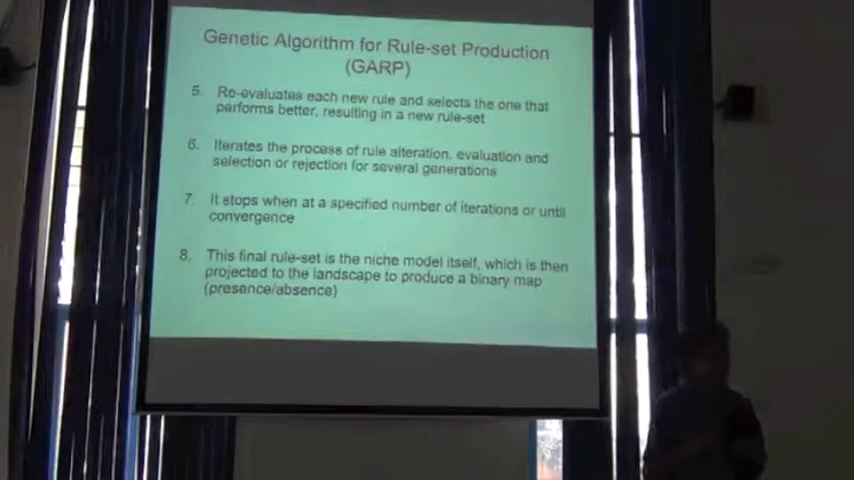 Genetic Algorithm for Rule-set Production
(GARP)
5. Re-evaluates each new rule and selects the one that
performs better, resulting in a new rule-set
6. Iterates the process of rule alteration, evaluation and
selection or rejection for several generations
7. It stops when at a specified number of iterations or until
convergence
8. This final rule-set is the niche model itself, which is then
projected to the landscape to produce a binary map
(presence/absence)